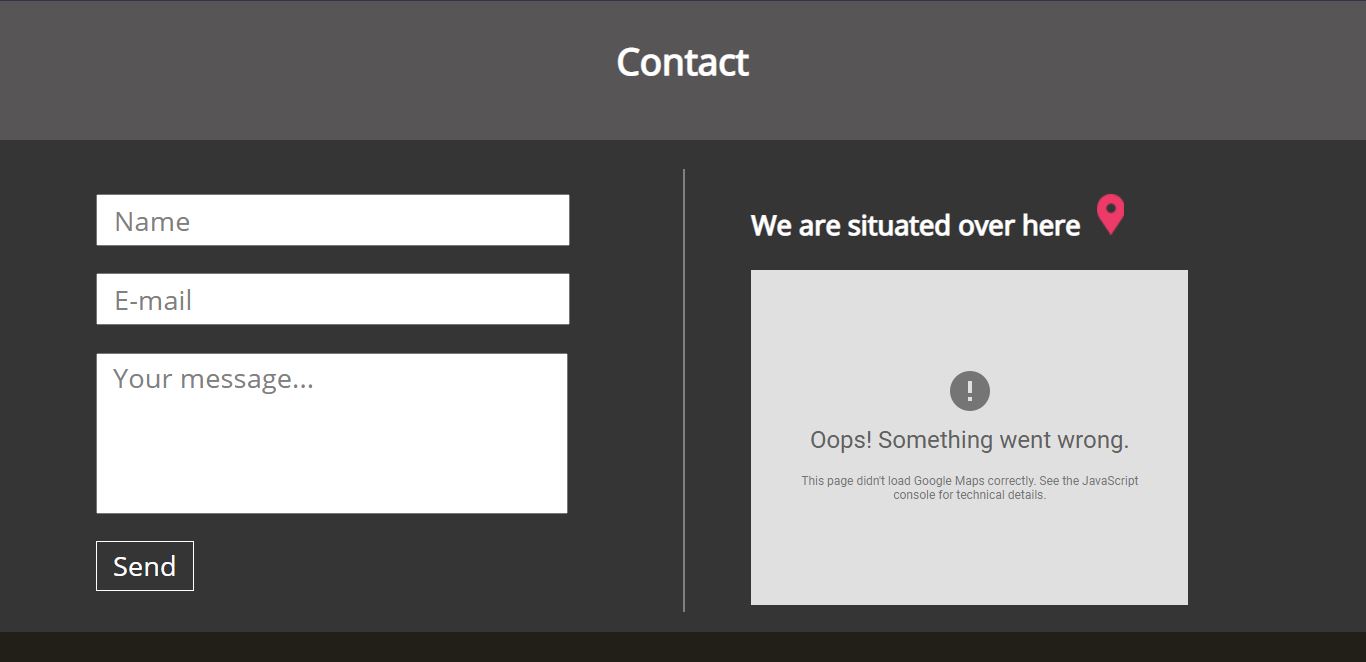 Contact
Name
E-mail
Your message...
Send
We are situated over here
Oops! Something went wrong.
This page didn't load Google Maps correctly. See the JavaScript
console for technical details.